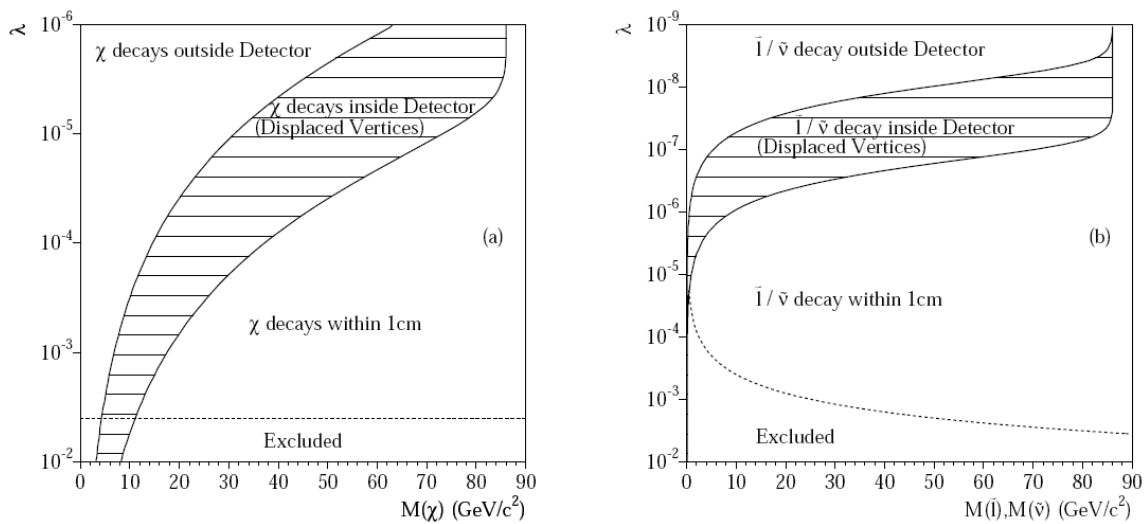 λ
10⁻⁶
10⁻⁵
10⁻⁴
10⁻³
10⁻²
χ decays outside Detector
χ decays inside Detector
(Displaced Vertices)
(a)
χ decays within 1cm
Excluded
0 10 20 30 40 50 60 70 80 90
M(χ) (GeV/c²)
λ
10⁻⁹
10⁻⁸
10⁻⁷
10⁻⁶
10⁻⁵
10⁻⁴
10⁻³
10⁻²
l̃ / ν̃ decay outside Detector
l̃ / ν̃ decay inside Detector
(Displaced Vertices)
(b)
l̃ / ν̃ decay within 1cm
Excluded
0 10 20 30 40 50 60 70 80 90
M(l̃),M(ν̃) (GeV/c²)